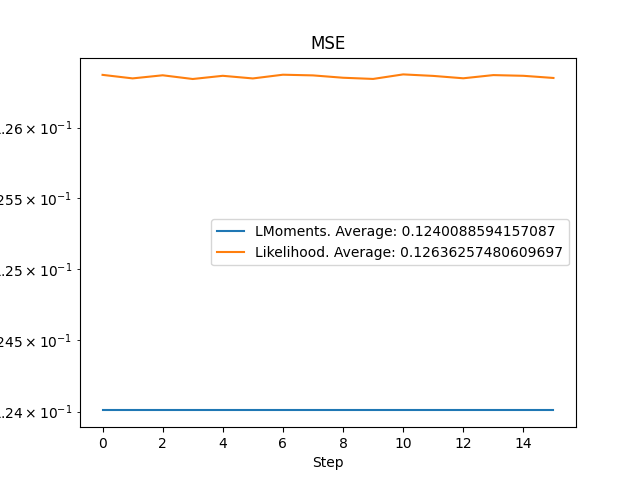 MSE
.26 × 10⁻¹
255 × 10⁻¹
.25 × 10⁻¹
245 × 10⁻¹
.24 × 10⁻¹
LMoments. Average: 0.1240088594157087
Likelihood. Average: 0.12636257480609697
0 2 4 6 8 10 12 14
Step